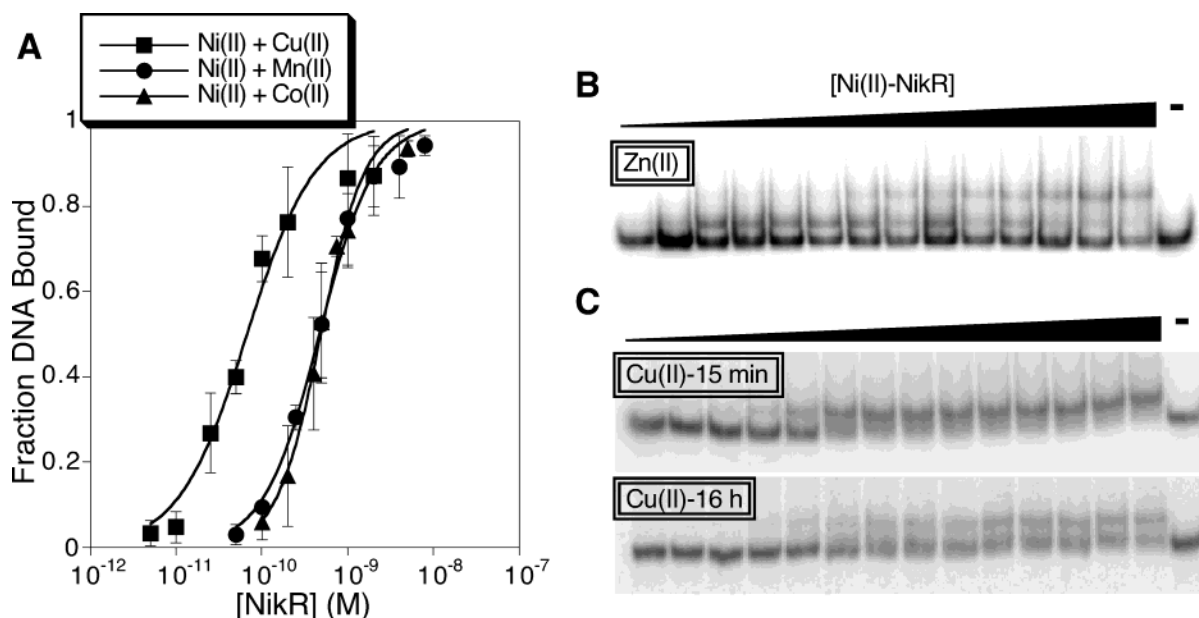 A
Ni(II) + Cu(II)
Ni(II) + Mn(II)
Ni(II) + Co(II)
Fraction DNA Bound
1
0.8
0.6
0.4
0.2
0
10-12
10-11
10-10
10-9
10-8
10-7
[NikR] (M)
B
[Ni(II)-NikR]
-
Zn(II)
C
-
Cu(II)-15 min
Cu(II)-16 h